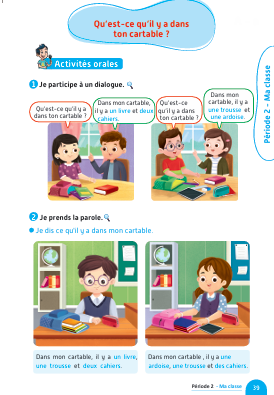 Qu'est-ce qu'il y a dans
ton cartable ?
Activités orales
1 Je participe à un dialogue.
Qu'est-ce qu'il y a
dans ton cartable ?
Dans mon cartable,
il y a un livre et deux
cahiers.
Qu'est-ce
qu'il y a dans
ton cartable ?
Dans mon
cartable, il y a
une trousse et
une ardoise.
Période 2 - Ma classe
2 Je prends la parole.
Je dis ce qu'il y a dans mon cartable.
Dans mon cartable, il y a un livre,
une trousse et deux cahiers.
Dans mon cartable , il y a une
ardoise, une trousse et des cahiers.
Période 2 - Ma classe
39